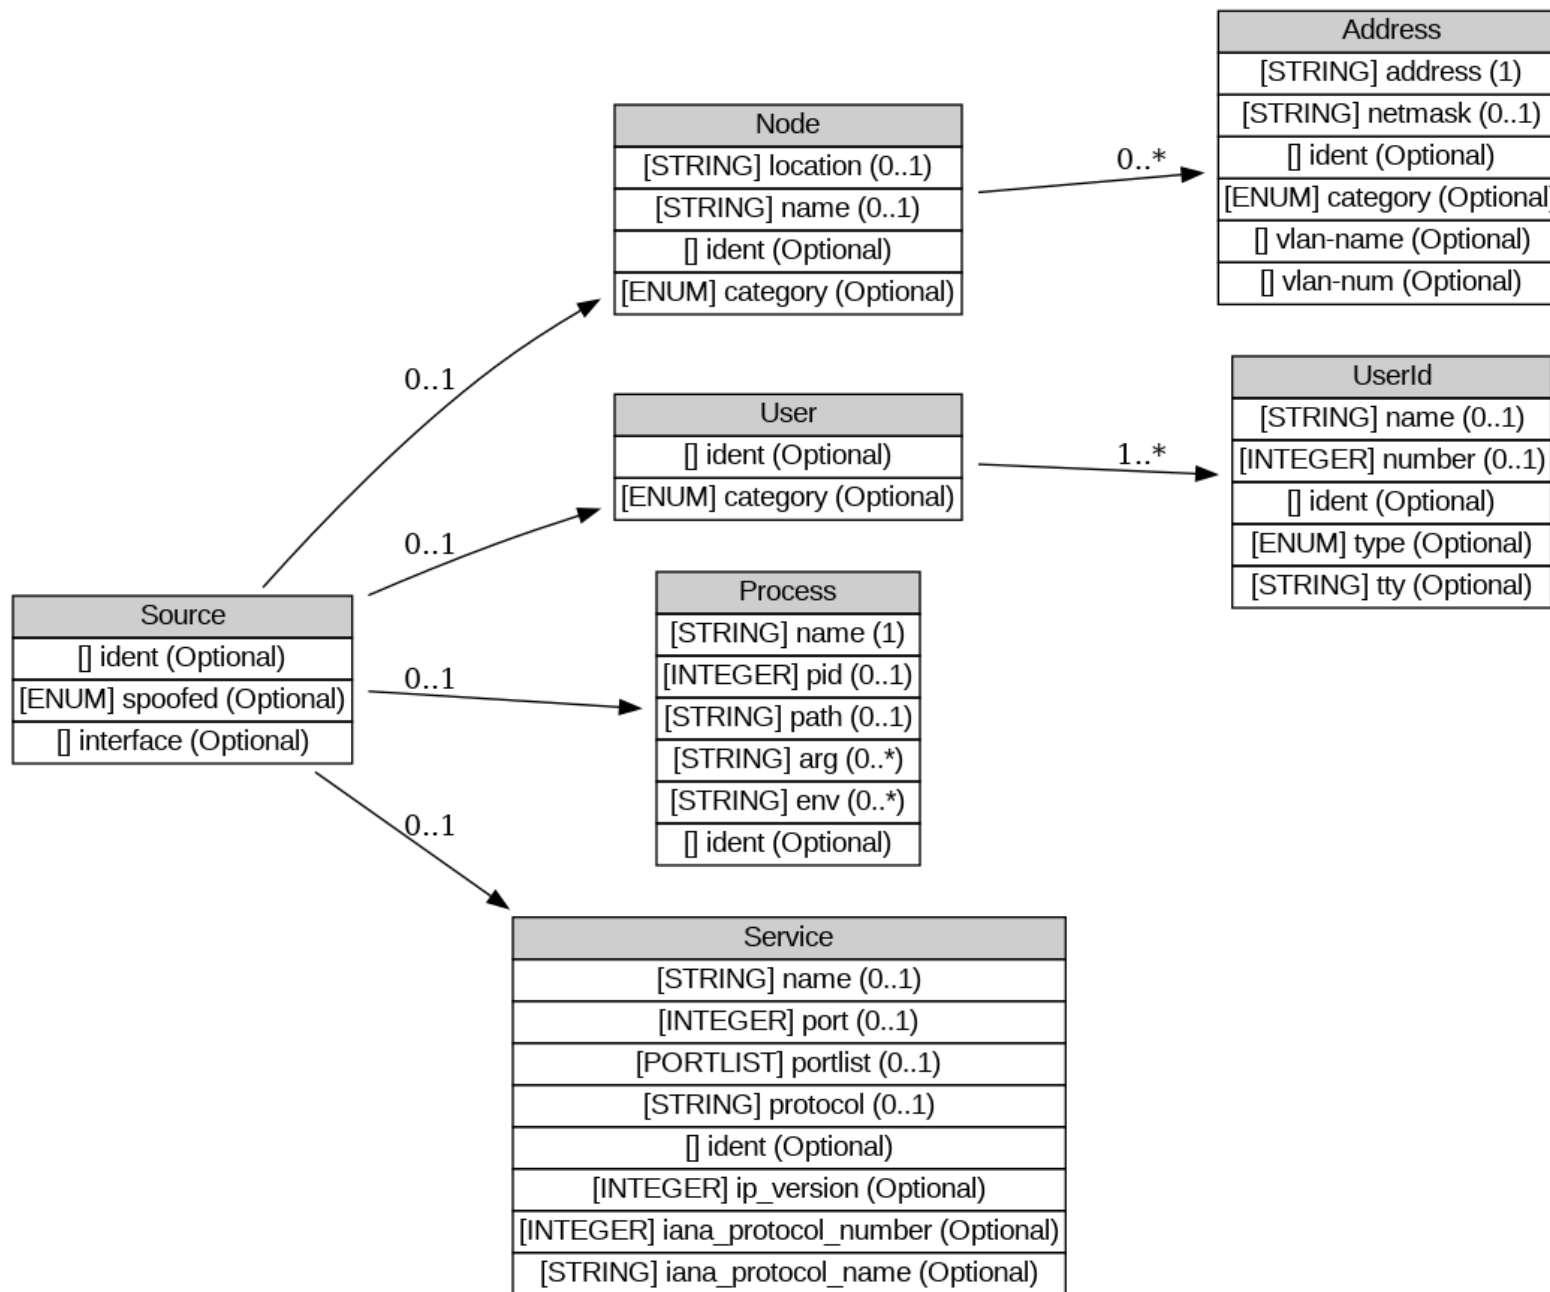 Address
[STRING] address (1)
[STRING] netmask (0..1)
[] ident (Optional)
[ENUM] category (Optional)
[] vlan-name (Optional)
[] vlan-num (Optional)
Node
[STRING] location (0..1)
[STRING] name (0..1)
[] ident (Optional)
[ENUM] category (Optional)
0..*
0..1
User
[] ident (Optional)
[ENUM] category (Optional)
1..*
UserId
[STRING] name (0..1)
[INTEGER] number (0..1)
[] ident (Optional)
[ENUM] type (Optional)
[STRING] tty (Optional)
0..1
Source
[] ident (Optional)
[ENUM] spoofed (Optional)
[] interface (Optional)
0..1
Process
[STRING] name (1)
[INTEGER] pid (0..1)
[STRING] path (0..1)
[STRING] arg (0..*)
[STRING] env (0..*)
[] ident (Optional)
0..1
Service
[STRING] name (0..1)
[INTEGER] port (0..1)
[PORTLIST] portlist (0..1)
[STRING] protocol (0..1)
[] ident (Optional)
[INTEGER] ip_version (Optional)
[INTEGER] iana_protocol_number (Optional)
[STRING] iana_protocol_name (Optional)